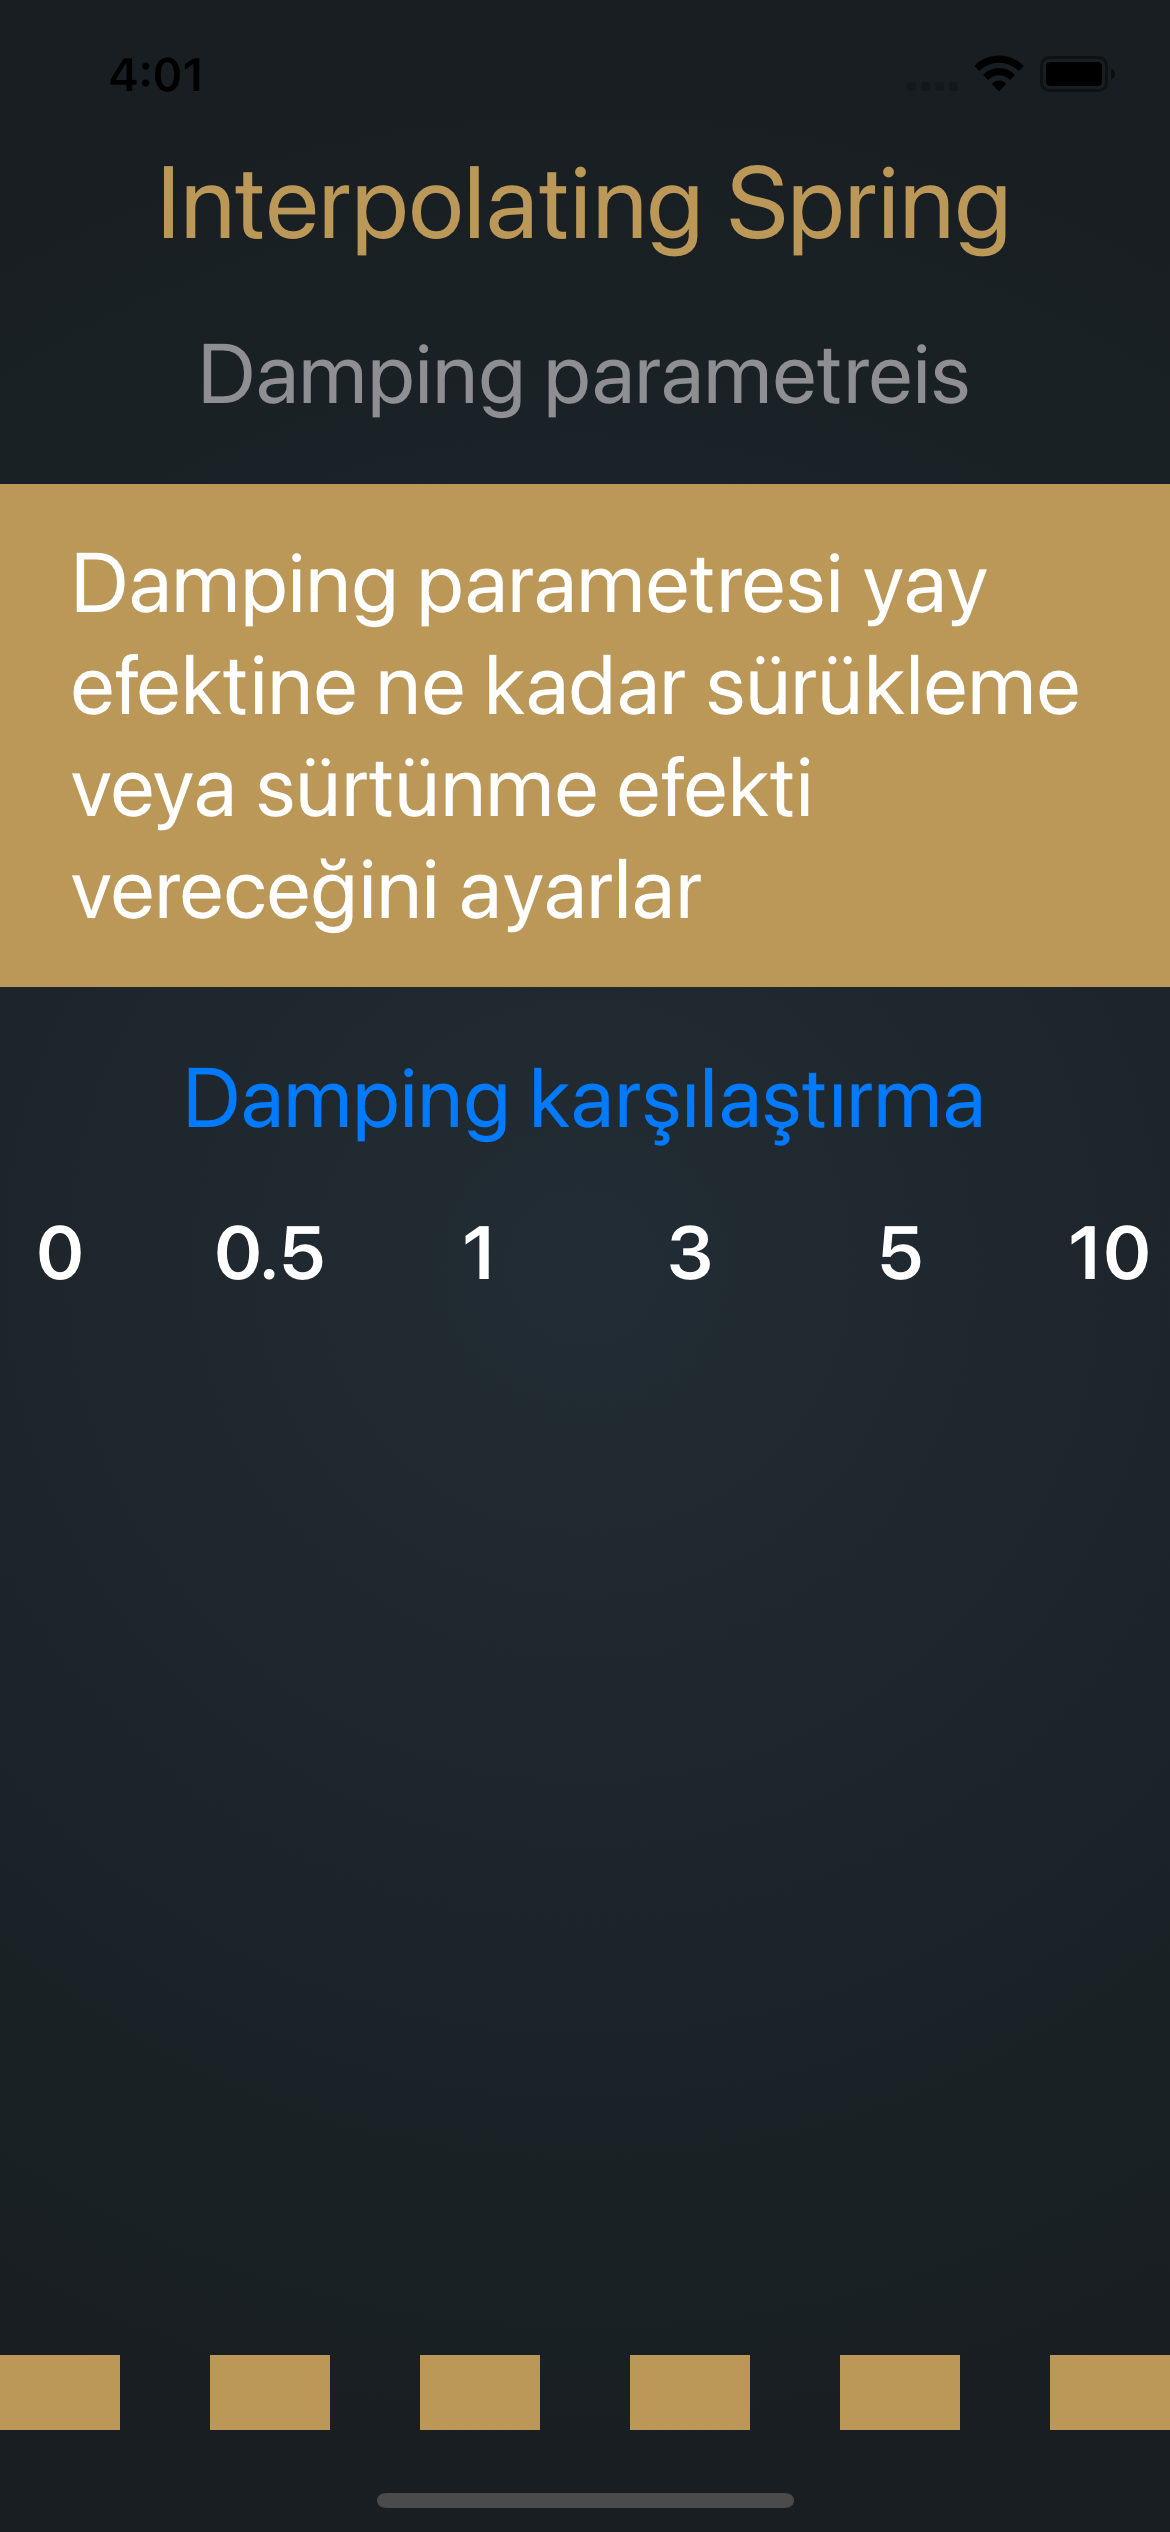 4:01
Interpolating Spring
Damping parametreis
Damping parametresi yay
efektine ne kadar sürükleme
veya sürtünme efekti
vereceğini ayarlar
Damping karşılaştırma
0 0.5 1 3 5 10